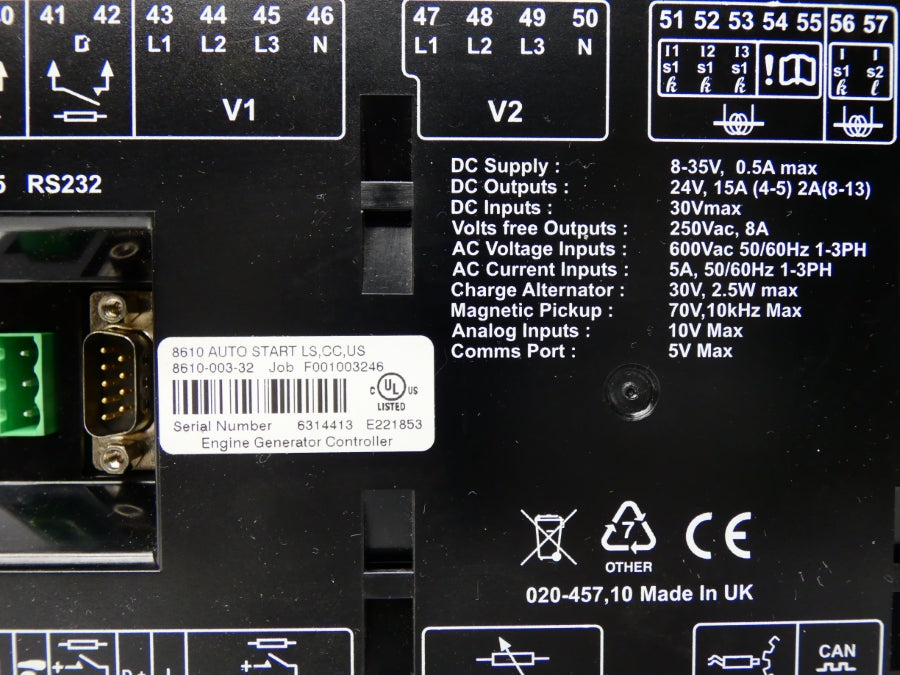 41 42 43 44 45 46 47 48 49 50 51 52 53 54 55 56 57
L1 L2 L3 N L1 L2 L3 N I1 I2 I3 I I
s1 s1 s1 ! s1 s2
k k k k l
V1 V2
RS232
DC Supply : 8-35V, 0.5A max
DC Outputs : 24V, 15A (4-5) 2A(8-13)
DC Inputs : 30Vmax
Volts free Outputs : 250Vac, 8A
AC Voltage Inputs : 600Vac 50/60Hz 1-3PH
AC Current Inputs : 5A, 50/60Hz 1-3PH
Charge Alternator : 30V, 2.5W max
Magnetic Pickup : 70V,10kHz Max
Analog Inputs : 10V Max
Comms Port : 5V Max
8610 AUTO START LS,CC,US
8610-003-32 Job F001003246
C UL US
LISTED
Serial Number 6314413 E221853
Engine Generator Controller
7
OTHER
CE
020-457,10 Made In UK
CAN